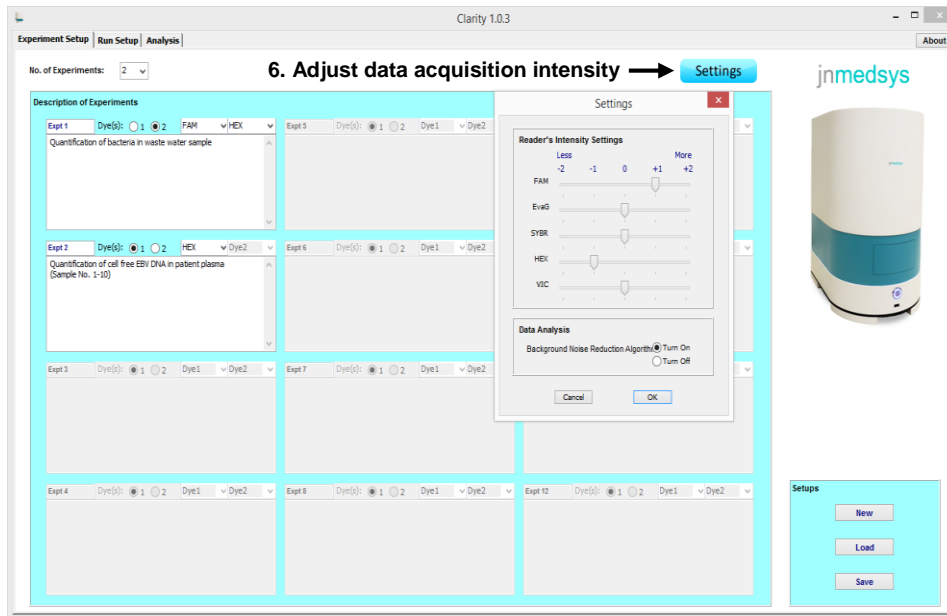 Clarity 1.0.3
Experiment Setup Run Setup Analysis About
No. of Experiments: 2 6. Adjust data acquisition intensity Settings
jnmedsys
Description of Experiments
Expt 1 Dye(s): 1 2 FAM HEX
Quantification of bacteria in waste water sample
Expt 5 Dye(s): 1 2 Dye1 Dye2
Expt 2 Dye(s): 1 2 HEX Dye2
Quantification of cell free EBV DNA in patient plasma
(Sample No. 1-10)
Expt 6 Dye(s): 1 2 Dye1 Dye2
Expt 3 Dye(s): 1 2 Dye1 Dye2
Expt 7 Dye(s): 1 2 Dye1 Dye2
Expt 4 Dye(s): 1 2 Dye1 Dye2
Expt 8 Dye(s): 1 2 Dye1 Dye2
Expt 12 Dye(s): 1 2 Dye1 Dye2
Settings
Reader's Intensity Settings
Less More
-2 -1 0 +1 +2
FAM
EvaG
SYBR
HEX
VIC
Data Analysis
Background Noise Reduction Algorithm Turn On
Turn Off
Cancel OK
Setups
New
Load
Save